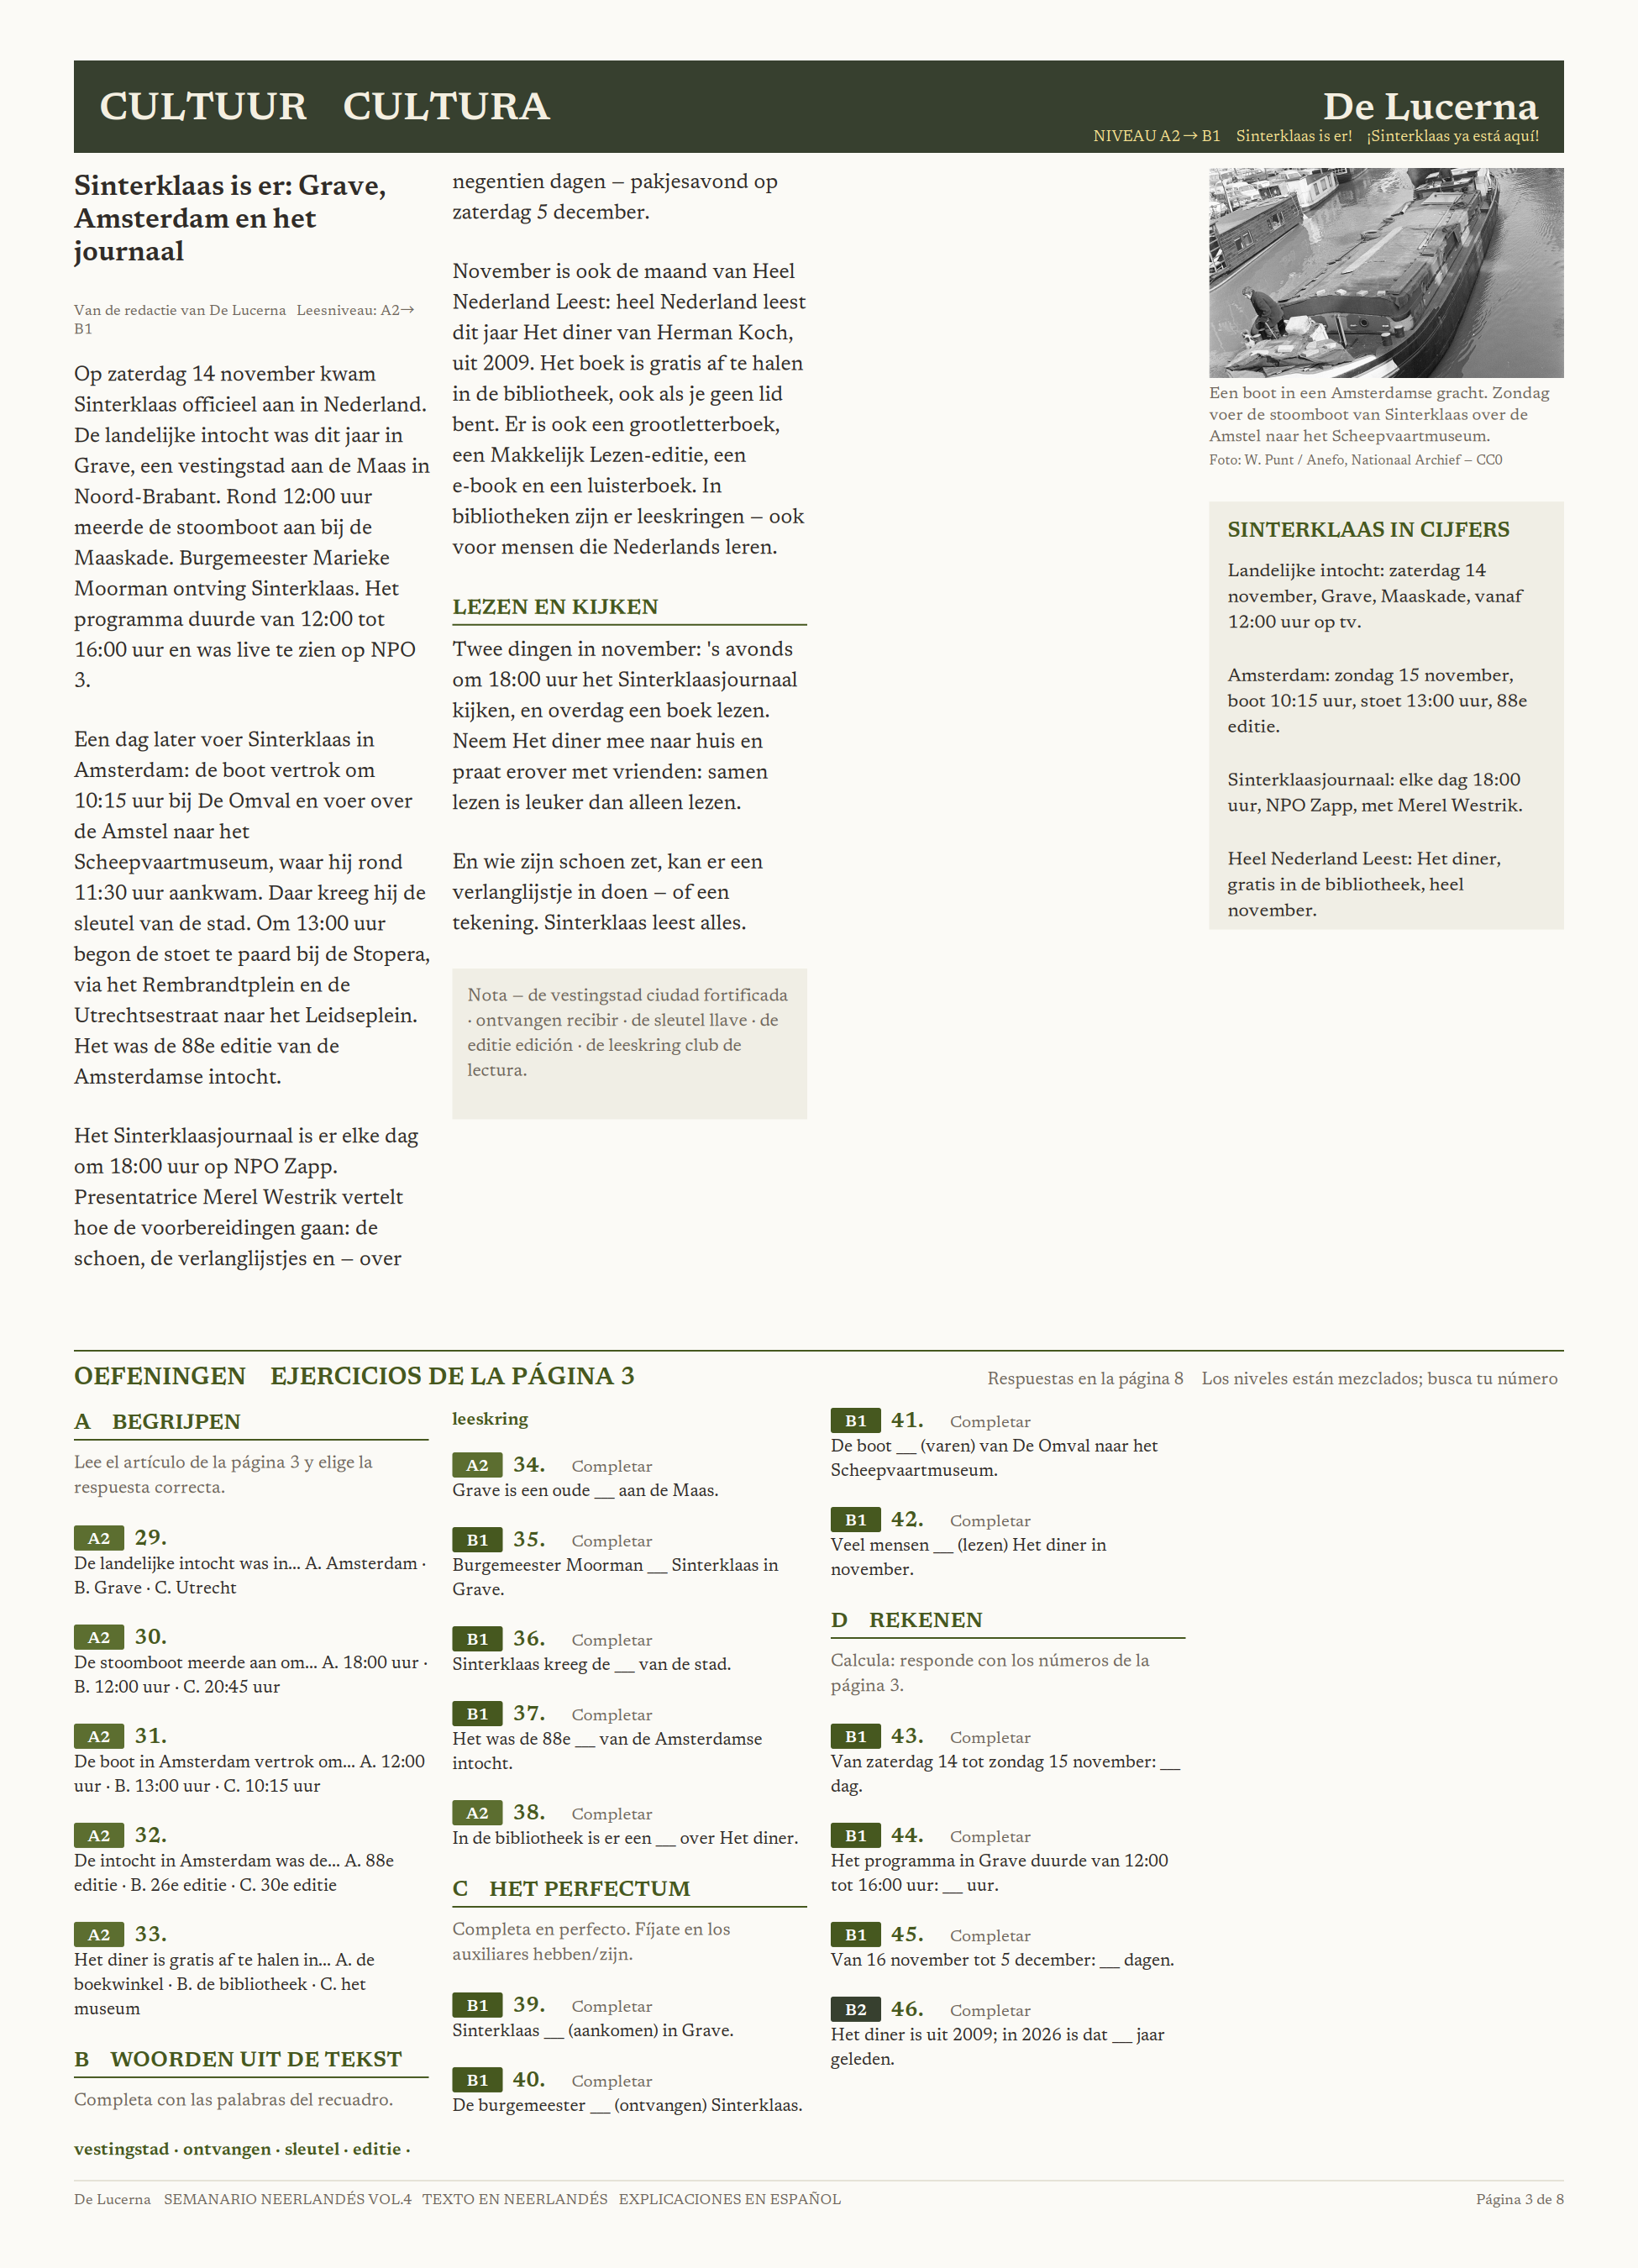 CULTUUR CULTURA
De Lucerna
NIVEAU A2 → B1 Sinterklaas is er! ¡Sinterklaas ya está aquí!
Sinterklaas is er: Grave,
Amsterdam en het
journaal
Van de redactie van De Lucerna Leesniveau: A2→
B1
Op zaterdag 14 november kwam
Sinterklaas officieel aan in Nederland.
De landelijke intocht was dit jaar in
Grave, een vestingstad aan de Maas in
Noord-Brabant. Rond 12:00 uur
meerde de stoomboot aan bij de
Maaskade. Burgemeester Marieke
Moorman ontving Sinterklaas. Het
programma duurde van 12:00 tot
16:00 uur en was live te zien op NPO
3.
Een dag later voer Sinterklaas in
Amsterdam: de boot vertrok om
10:15 uur bij De Omval en voer over
de Amstel naar het
Scheepvaartmuseum, waar hij rond
11:30 uur aankwam. Daar kreeg hij de
sleutel van de stad. Om 13:00 uur
begon de stoet te paard bij de Stopera,
via het Rembrandtplein en de
Utrechtsestraat naar het Leidseplein.
Het was de 88e editie van de
Amsterdamse intocht.
Het Sinterklaasjournaal is er elke dag
om 18:00 uur op NPO Zapp.
Presentatrice Merel Westrik vertelt
hoe de voorbereidingen gaan: de
schoen, de verlanglijstjes en – over
negentien dagen – pakjesavond op
zaterdag 5 december.
November is ook de maand van Heel
Nederland Leest: heel Nederland leest
dit jaar Het diner van Herman Koch,
uit 2009. Het boek is gratis af te halen
in de bibliotheek, ook als je geen lid
bent. Er is ook een grootletterboek,
een Makkelijk Lezen-editie, een
e-book en een luisterboek. In
bibliotheken zijn er leeskringen – ook
voor mensen die Nederlands leren.
LEZEN EN KIJKEN
Twee dingen in november: 's avonds
om 18:00 uur het Sinterklaasjournaal
kijken, en overdag een boek lezen.
Neem Het diner mee naar huis en
praat erover met vrienden: samen
lezen is leuker dan alleen lezen.
En wie zijn schoen zet, kan er een
verlanglijstje in doen – of een
tekening. Sinterklaas leest alles.
Nota – de vestingstad ciudad fortificada
· ontvangen recibir · de sleutel llave · de
editie edición · de leeskring club de
lectura.
Een boot in een Amsterdamse gracht. Zondag
voer de stoomboot van Sinterklaas over de
Amstel naar het Scheepvaartmuseum.
Foto: W. Punt / Anefo, Nationaal Archief – CC0
SINTERKLAAS IN CIJFERS
Landelijke intocht: zaterdag 14
november, Grave, Maaskade, vanaf
12:00 uur op tv.
Amsterdam: zondag 15 november,
boot 10:15 uur, stoet 13:00 uur, 88e
editie.
Sinterklaasjournaal: elke dag 18:00
uur, NPO Zapp, met Merel Westrik.
Heel Nederland Leest: Het diner,
gratis in de bibliotheek, heel
november.
OEFENINGEN EJERCICIOS DE LA PÁGINA 3
Respuestas en la página 8 Los niveles están mezclados; busca tu número
A BEGRIJPEN
Lee el artículo de la página 3 y elige la
respuesta correcta.
A2 29.
De landelijke intocht was in... A. Amsterdam ·
B. Grave · C. Utrecht
A2 30.
De stoomboot meerde aan om... A. 18:00 uur ·
B. 12:00 uur · C. 20:45 uur
A2 31.
De boot in Amsterdam vertrok om... A. 12:00
uur · B. 13:00 uur · C. 10:15 uur
A2 32.
De intocht in Amsterdam was de... A. 88e
editie · B. 26e editie · C. 30e editie
A2 33.
Het diner is gratis af te halen in... A. de
boekwinkel · B. de bibliotheek · C. het
museum
B WOORDEN UIT DE TEKST
Completa con las palabras del recuadro.
vestingstad · ontvangen · sleutel · editie ·
leeskring
A2 34. Completar
Grave is een oude __ aan de Maas.
B1 35. Completar
Burgemeester Moorman __ Sinterklaas in
Grave.
B1 36. Completar
Sinterklaas kreeg de __ van de stad.
B1 37. Completar
Het was de 88e __ van de Amsterdamse
intocht.
A2 38. Completar
In de bibliotheek is er een __ over Het diner.
C HET PERFECTUM
Completa en perfecto. Fíjate en los
auxiliares hebben/zijn.
B1 39. Completar
Sinterklaas __ (aankomen) in Grave.
B1 40. Completar
De burgemeester __ (ontvangen) Sinterklaas.
B1 41. Completar
De boot __ (varen) van De Omval naar het
Scheepvaartmuseum.
B1 42. Completar
Veel mensen __ (lezen) Het diner in
november.
D REKENEN
Calcula: responde con los números de la
página 3.
B1 43. Completar
Van zaterdag 14 tot zondag 15 november: __
dag.
B1 44. Completar
Het programma in Grave duurde van 12:00
tot 16:00 uur: __ uur.
B1 45. Completar
Van 16 november tot 5 december: __ dagen.
B2 46. Completar
Het diner is uit 2009; in 2026 is dat __ jaar
geleden.
De Lucerna SEMANARIO NEERLANDÉS VOL.4 TEXTO EN NEERLANDÉS EXPLICACIONES EN ESPAÑOL
Página 3 de 8